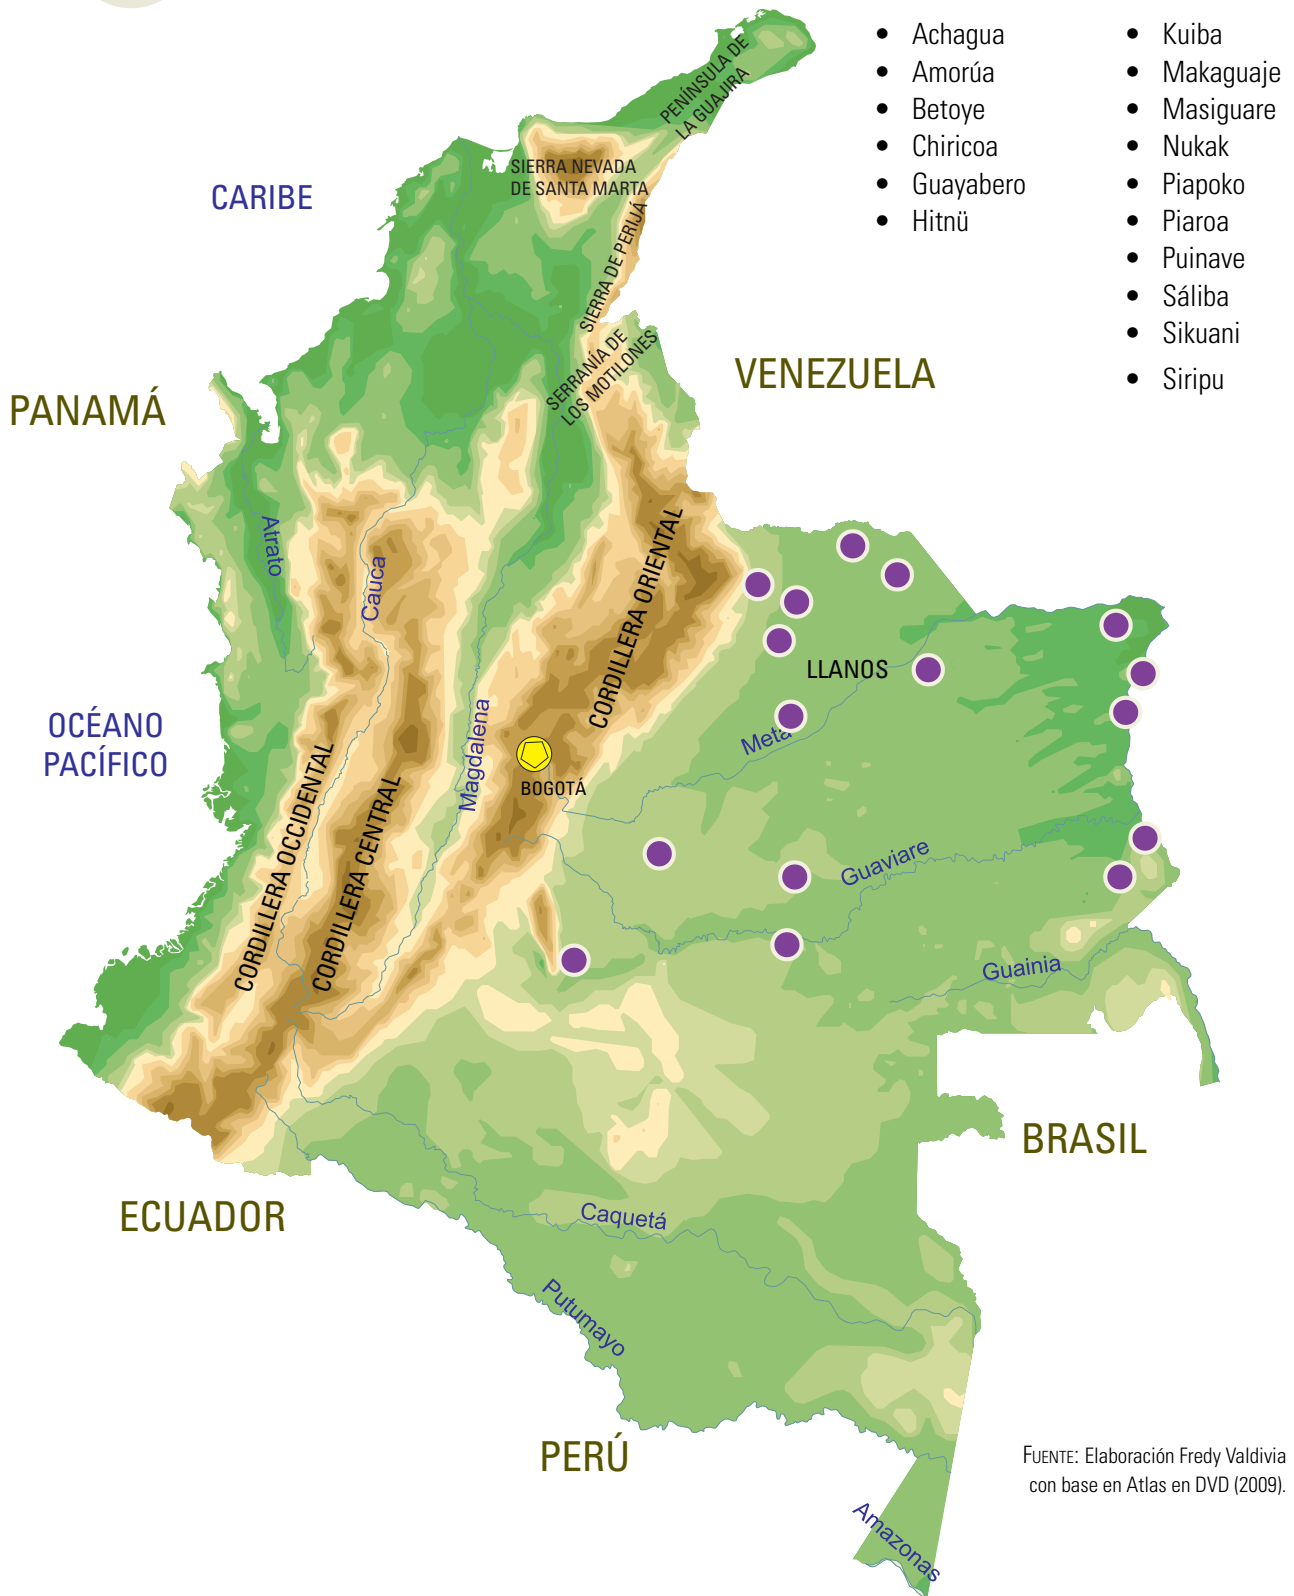 • Achagua
• Amorúa
• Betoye
• Chiricoa
• Guayabero
• Hitnü
• Kuiba
• Makaguaje
• Masiguare
• Nukak
• Piapoko
• Piaroa
• Puinave
• Sáliba
• Sikuani
• Siripu
PENÍNSULA DE
LA GUAJIRA
SIERRA NEVADA
DE SANTA MARTA
CARIBE
SIERRA DE PERIJÁ
SERRANÍA DE
LOS MOTILONES
VENEZUELA
PANAMÁ
Atrato
Cauca
CORDILLERA ORIENTAL
LLANOS
OCÉANO
PACÍFICO
Magdalena
Meta
BOGOTÁ
CORDILLERA OCCIDENTAL
CORDILLERA CENTRAL
Guaviare
Guainia
BRASIL
ECUADOR
Caquetá
Putumayo
PERÚ
Amazonas
FUENTE: Elaboración Fredy Valdivia
con base en Atlas en DVD (2009).